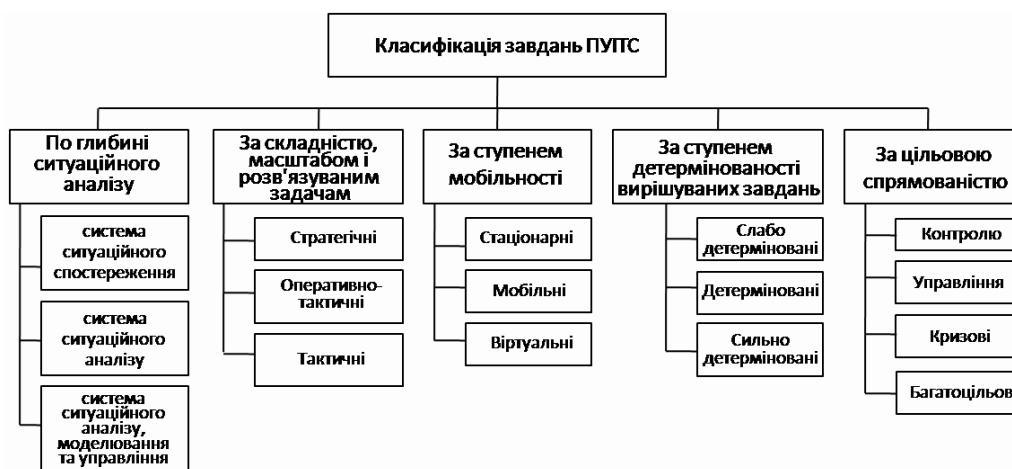 Класифікація завдань ПУПС
По глибині
ситуаційного
аналізу
система
ситуаційного
спостереження
система
ситуаційного
аналізу
система
ситуаційного
аналізу,
моделювання
та управління
За складністю,
масштабом і
розв'язуваним
задачам
Стратегічні
Оперативно-
тактичні
Тактичні
За ступенем
мобільності
Стаціонарні
Мобільні
Віртуальні
За ступенем
детермінованості
вирішуваних завдань
Слабо
детерміновані
Детерміновані
Сильно
детерміновані
За цільовою
спрямованістю
Контролю
Управління
Кризові
Багатоцільов